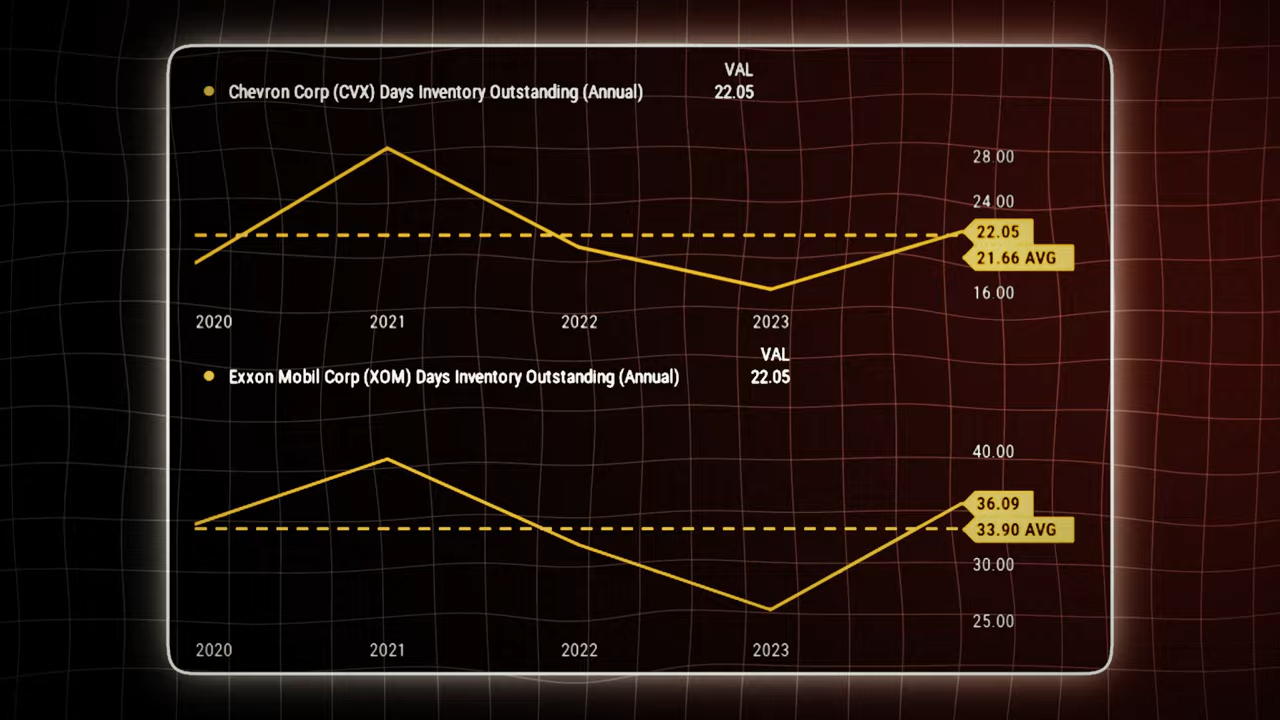 VAL
Chevron Corp (CVX) Days Inventory Outstanding (Annual) 22.05
28.00
24.00
22.05
21.66 AVG
16.00
2020 2021 2022 2023
VAL
Exxon Mobil Corp (XOM) Days Inventory Outstanding (Annual) 22.05
40.00
36.09
33.90 AVG
30.00
25.00
2020 2021 2022 2023